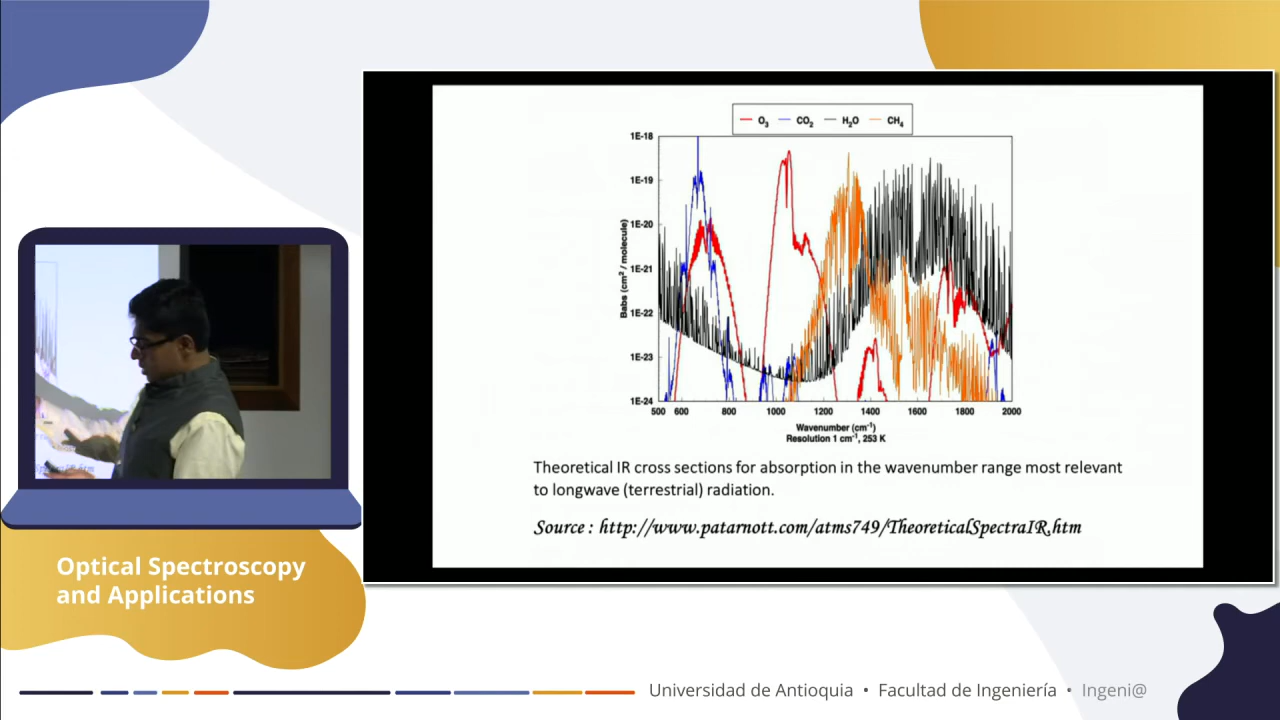 O3 CO2 H2O CH4
1E-18
1E-19
1E-20
1E-21
1E-22
1E-23
1E-24
Babs (cm2 / molecule)
500 600 800 1000 1200 1400 1600 1800 2000
Wavenumber (cm-1)
Resolution 1 cm-1, 253 K
Theoretical IR cross sections for absorption in the wavenumber range most relevant
to longwave (terrestrial) radiation.
Source : http://www.patarnott.com/atms749/TheoreticalSpectraIR.htm
Optical Spectroscopy
and Applications
Universidad de Antioquia • Facultad de Ingeniería • Ingeni@